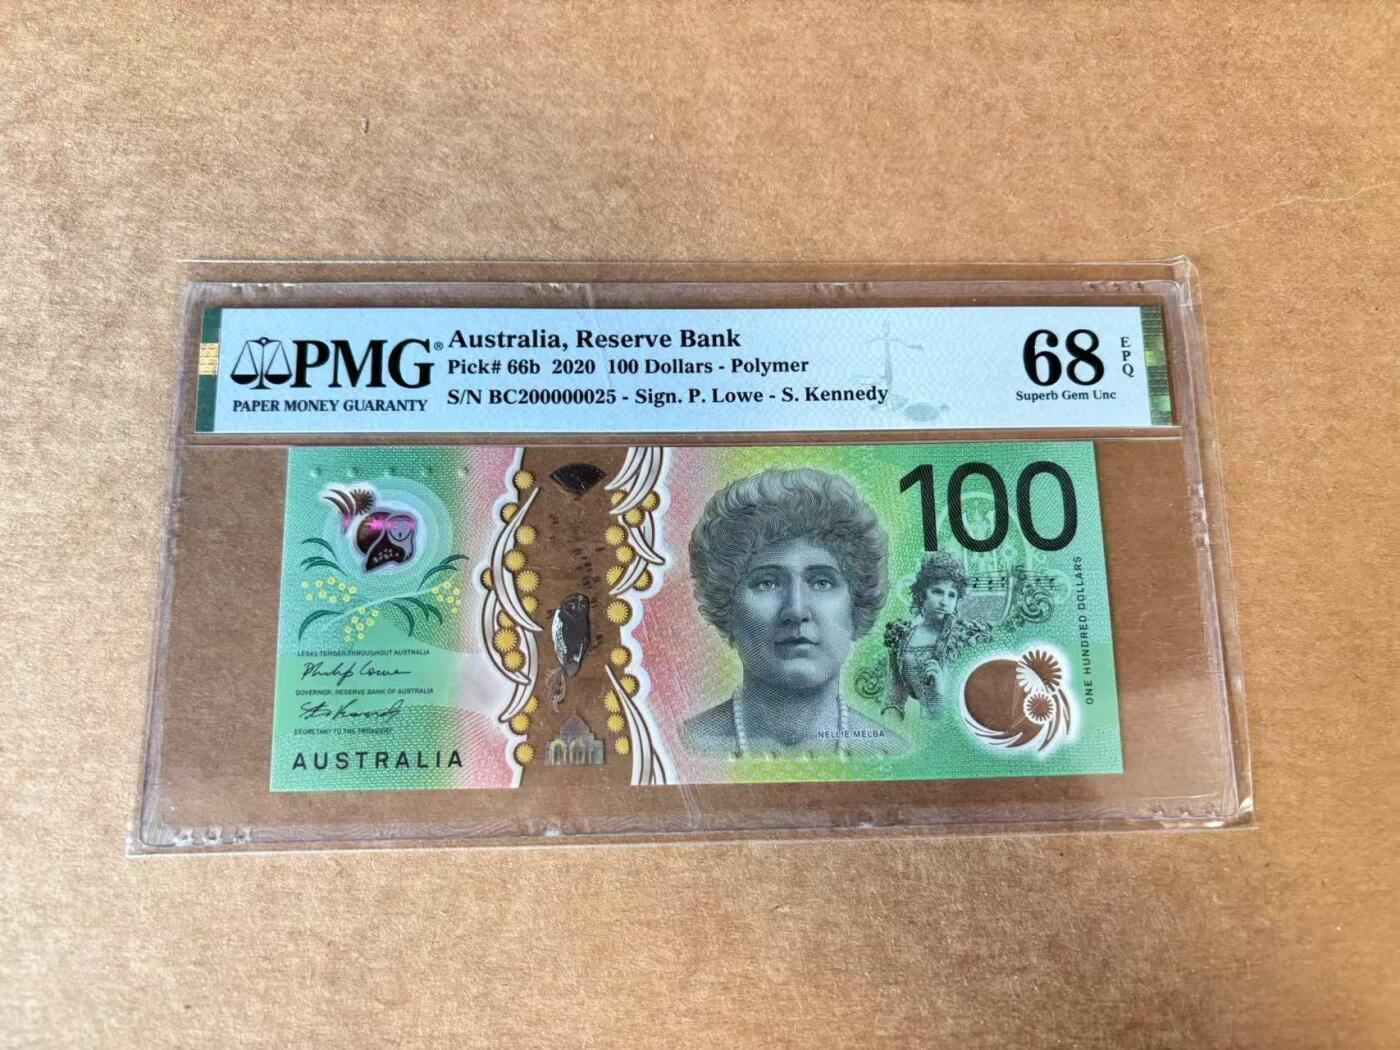 PMG®
PAPER MONEY GUARANTY
Australia, Reserve Bank
Pick# 66b 2020 100 Dollars - Polymer
S/N BC200000025 - Sign. P. Lowe - S. Kennedy
68
EPQ
Superb Gem Unc
100
ONE HUNDRED DOLLARS
LEGAL TENDER THROUGHOUT AUSTRALIA
Philip Lowe
GOVERNOR, RESERVE BANK OF AUSTRALIA
SECRETARY TO THE TREASURY
AUSTRALIA
NELLIE MELBA